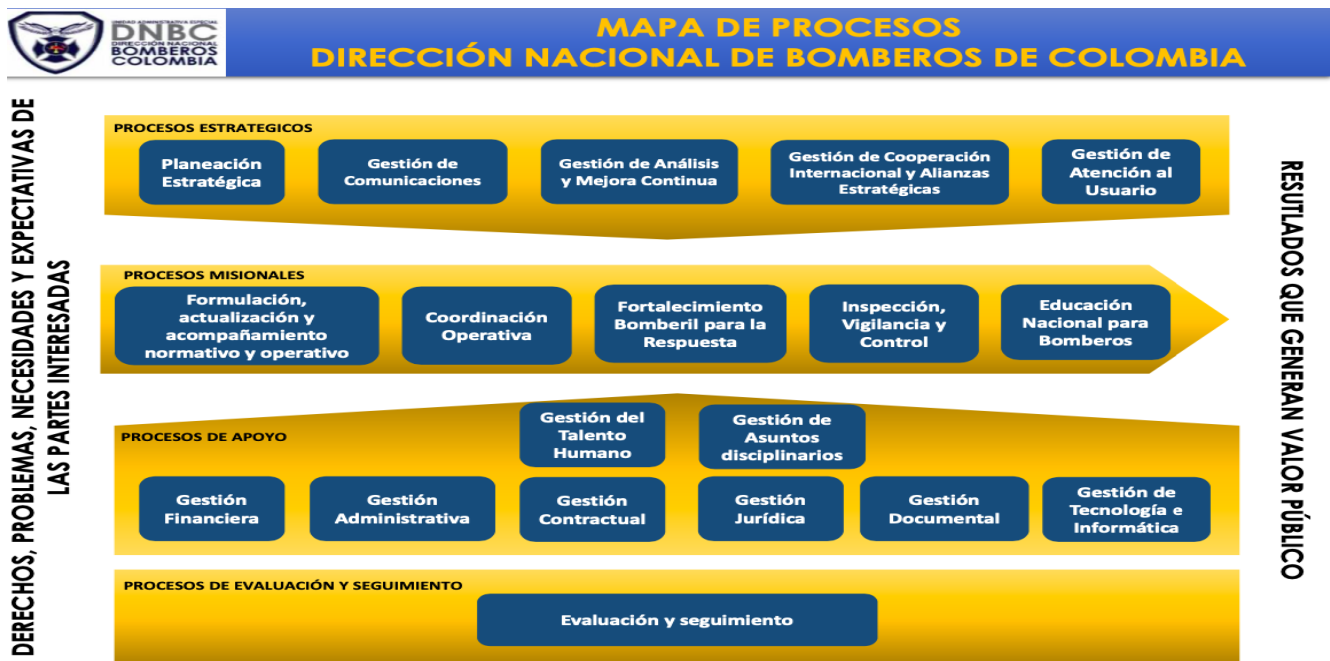 UNIDAD ADMINISTRATIVA ESPECIAL
DNBC
DIRECCIÓN NACIONAL
BOMBEROS
COLOMBIA
MAPA DE PROCESOS
DIRECCIÓN NACIONAL DE BOMBEROS DE COLOMBIA
DERECHOS, PROBLEMAS, NECESIDADES Y EXPECTATIVAS DE
LAS PARTES INTERESADAS
PROCESOS ESTRATEGICOS
Planeación
Estratégica
Gestión de
Comunicaciones
Gestión de Análisis
y Mejora Continua
Gestión de Cooperación
Internacional y Alianzas
Estratégicas
Gestión de
Atención al
Usuario
PROCESOS MISIONALES
Formulación,
actualización y
acompañamiento
normativo y operativo
Coordinación
Operativa
Fortalecimiento
Bomberil para la
Respuesta
Inspección,
Vigilancia y
Control
Educación
Nacional para
Bomberos
PROCESOS DE APOYO
Gestión del
Talento
Humano
Gestión de
Asuntos
disciplinarios
Gestión
Financiera
Gestión
Administrativa
Gestión
Contractual
Gestión
Jurídica
Gestión
Documental
Gestión de
Tecnología e
Informática
PROCESOS DE EVALUACIÓN Y SEGUIMIENTO
Evaluación y seguimiento
RESUTLADOS QUE GENERAN VALOR PÚBLICO